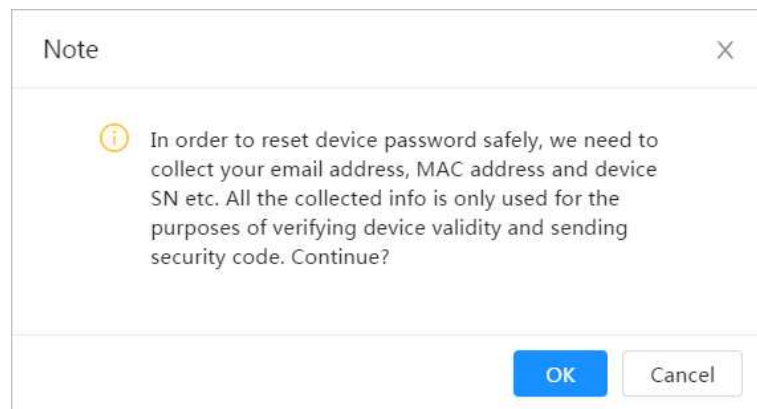 Note
In order to reset device password safely, we need to
collect your email address, MAC address and device
SN etc. All the collected info is only used for the
purposes of verifying device validity and sending
security code. Continue?
OK
Cancel